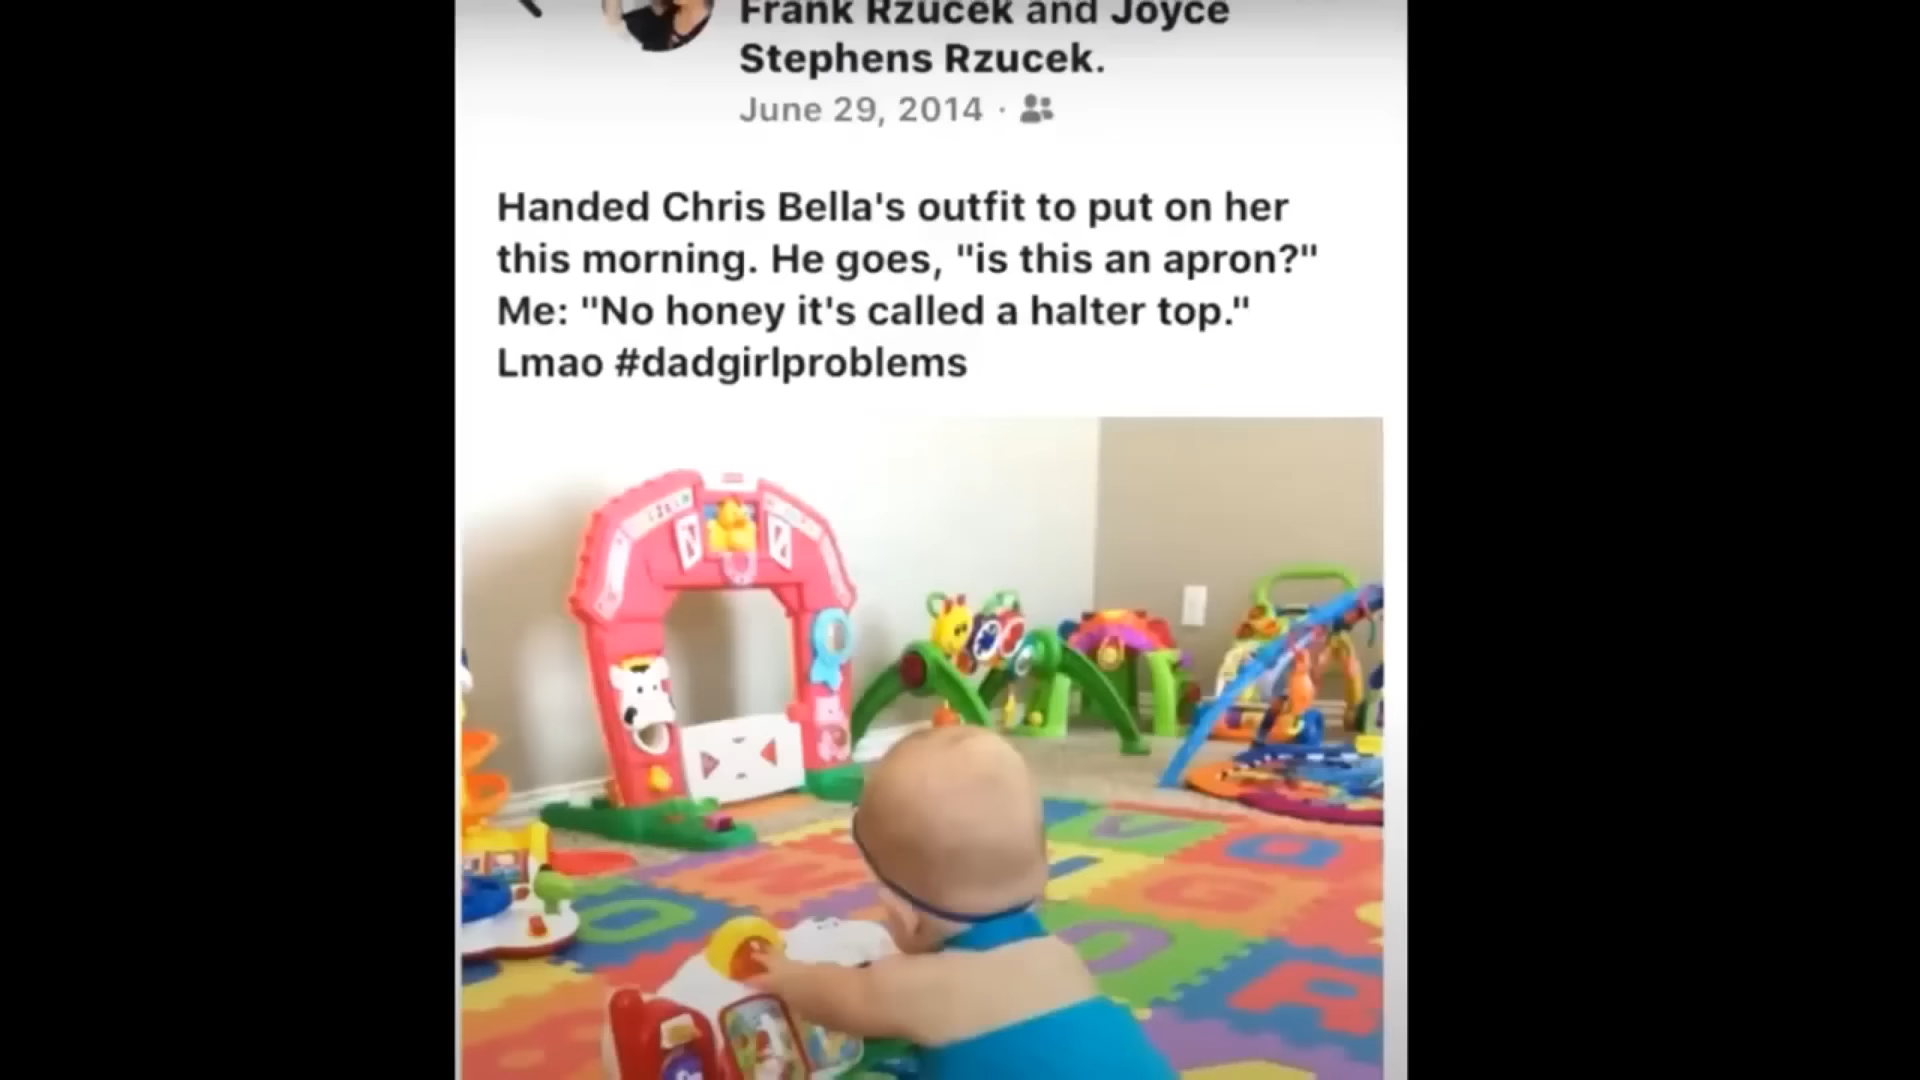 Frank Rzucek and Joyce
Stephens Rzucek.
June 29, 2014 ·
Handed Chris Bella's outfit to put on her
this morning. He goes, "is this an apron?"
Me: "No honey it's called a halter top."
Lmao #dadgirlproblems